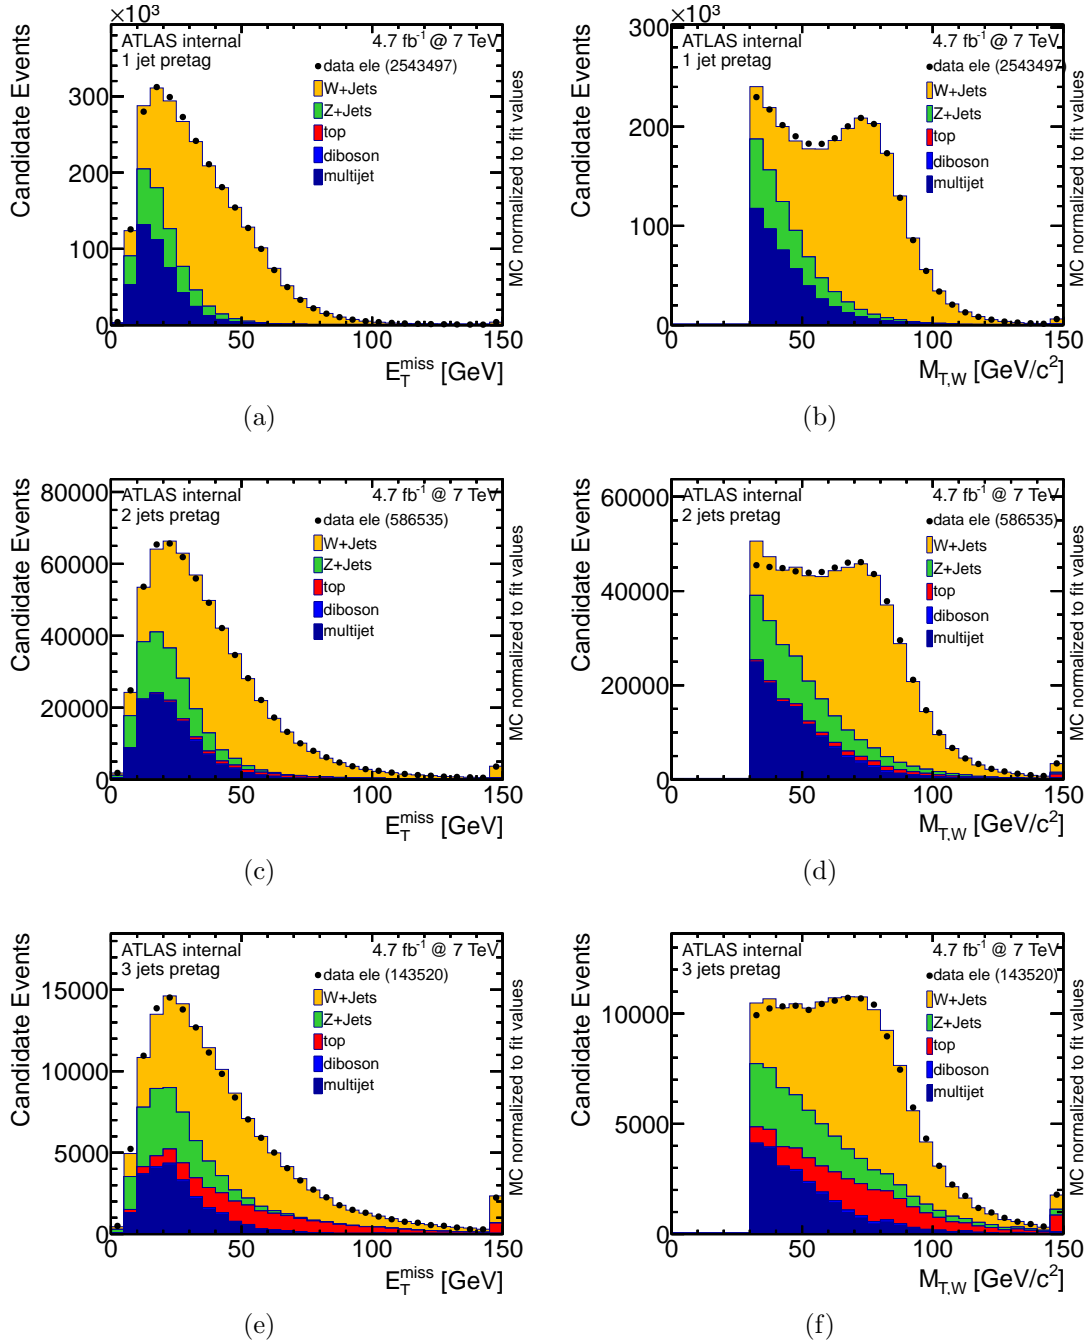 ×10³
Candidate Events
ATLAS internal
4.7 fb⁻¹ @ 7 TeV
1 jet pretag
data ele (2543497)
W+Jets
Z+Jets
top
diboson
multijet
MC normalized to fit values
300
200
100
0
0 50 100 150
E_T^miss [GeV]
(a)
×10³
Candidate Events
ATLAS internal
4.7 fb⁻¹ @ 7 TeV
1 jet pretag
data ele (2543497)
W+Jets
Z+Jets
top
diboson
multijet
MC normalized to fit values
300
200
100
0
0 50 100 150
M_T,W [GeV/c²]
(b)
Candidate Events
ATLAS internal
4.7 fb⁻¹ @ 7 TeV
2 jets pretag
data ele (586535)
W+Jets
Z+Jets
top
diboson
multijet
MC normalized to fit values
80000
60000
40000
20000
0
0 50 100 150
E_T^miss [GeV]
(c)
Candidate Events
ATLAS internal
4.7 fb⁻¹ @ 7 TeV
2 jets pretag
data ele (586535)
W+Jets
Z+Jets
top
diboson
multijet
MC normalized to fit values
60000
40000
20000
0
0 50 100 150
M_T,W [GeV/c²]
(d)
Candidate Events
ATLAS internal
4.7 fb⁻¹ @ 7 TeV
3 jets pretag
data ele (143520)
W+Jets
Z+Jets
top
diboson
multijet
MC normalized to fit values
15000
10000
5000
0
0 50 100 150
E_T^miss [GeV]
(e)
Candidate Events
ATLAS internal
4.7 fb⁻¹ @ 7 TeV
3 jets pretag
data ele (143520)
W+Jets
Z+Jets
top
diboson
multijet
MC normalized to fit values
10000
5000
0
0 50 100 150
M_T,W [GeV/c²]
(f)